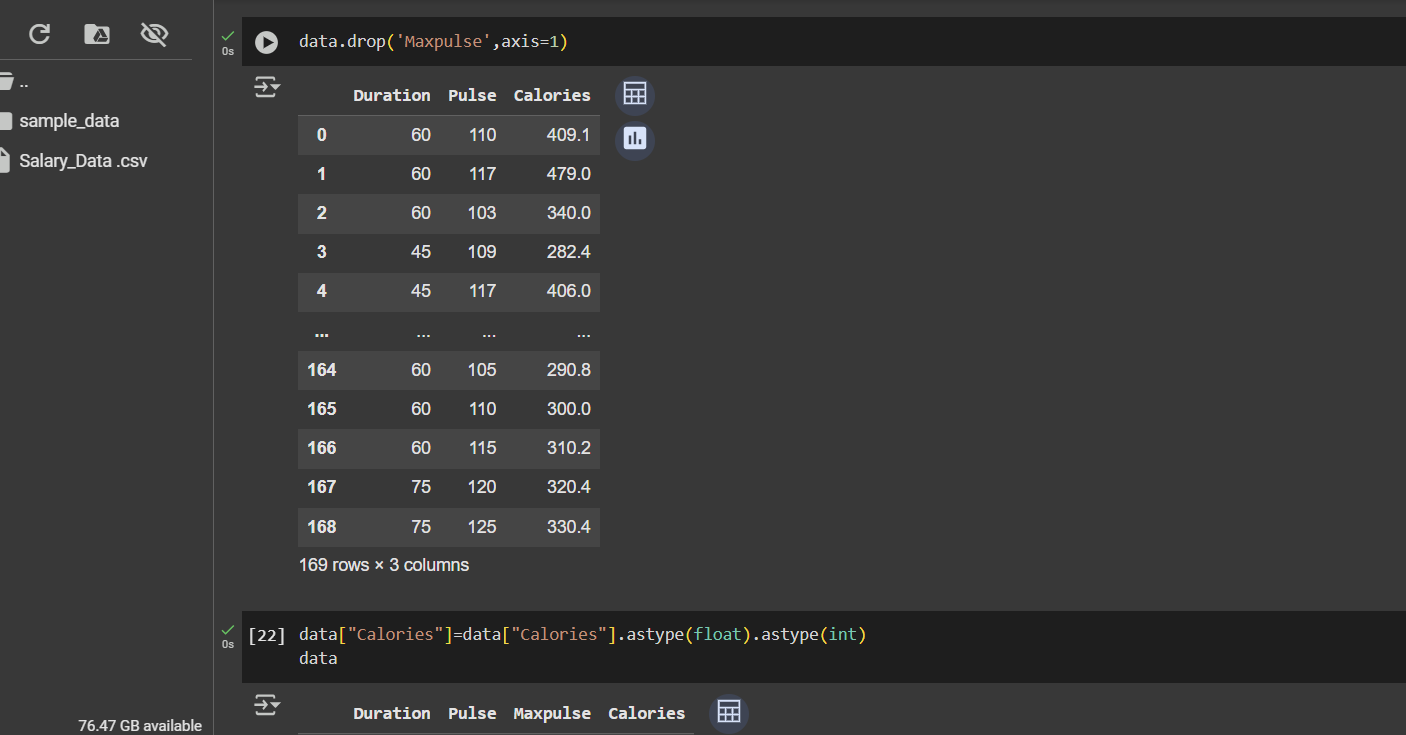 ..
sample_data
Salary_Data .csv
76.47 GB available
0s
data.drop('Maxpulse',axis=1)
Duration Pulse Calories
0 60 110 409.1
1 60 117 479.0
2 60 103 340.0
3 45 109 282.4
4 45 117 406.0
... ... ... ...
164 60 105 290.8
165 60 110 300.0
166 60 115 310.2
167 75 120 320.4
168 75 125 330.4
169 rows × 3 columns
0s
[22] data["Calories"]=data["Calories"].astype(float).astype(int)
data
Duration Pulse Maxpulse Calories